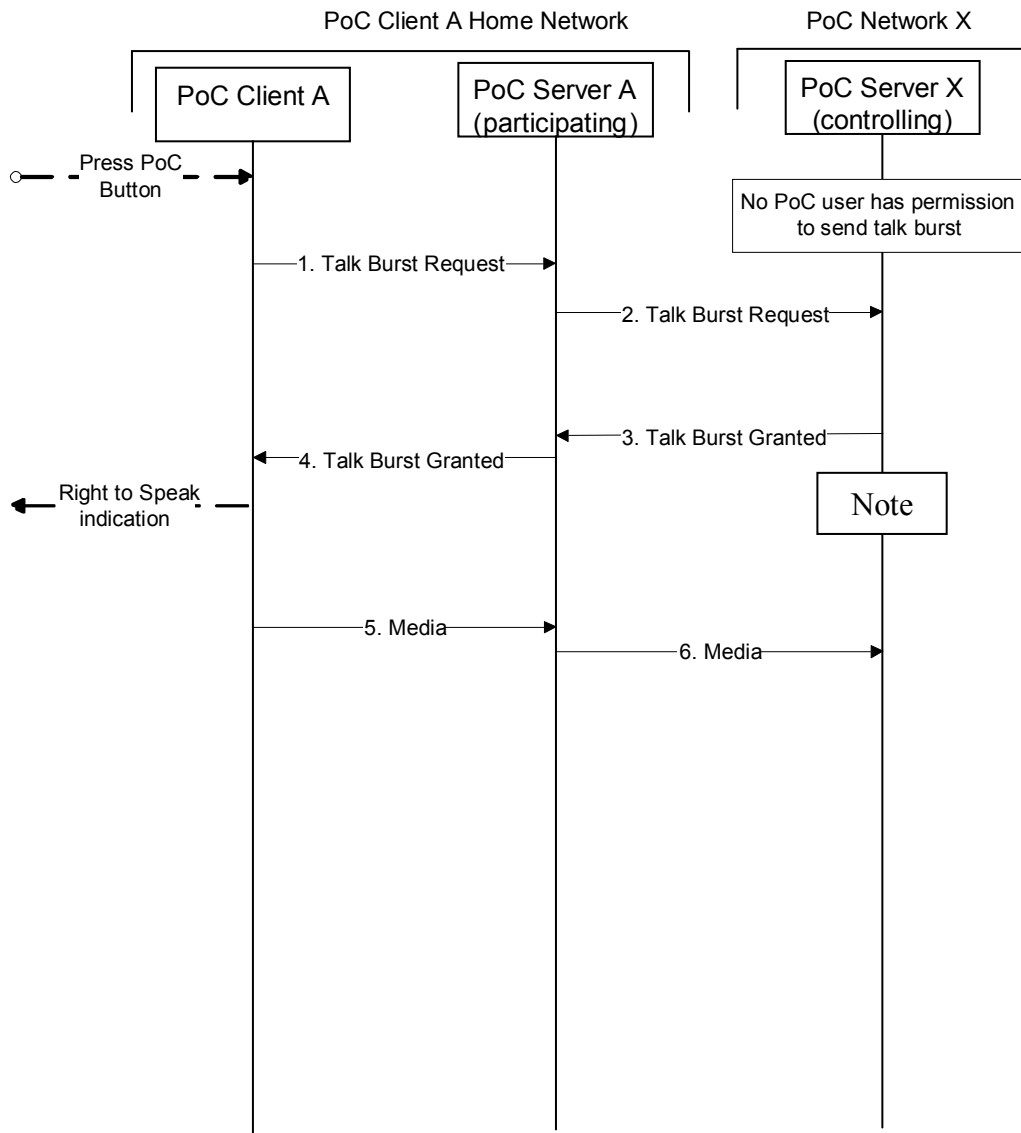 PoC Client A Home Network
PoC Network X
PoC Client A
PoC Server A
(participating)
PoC Server X
(controlling)
Press PoC
Button
No PoC user has permission
to send talk burst
1. Talk Burst Request
2. Talk Burst Request
3. Talk Burst Granted
4. Talk Burst Granted
Right to Speak
indication
Note
5. Media
6. Media